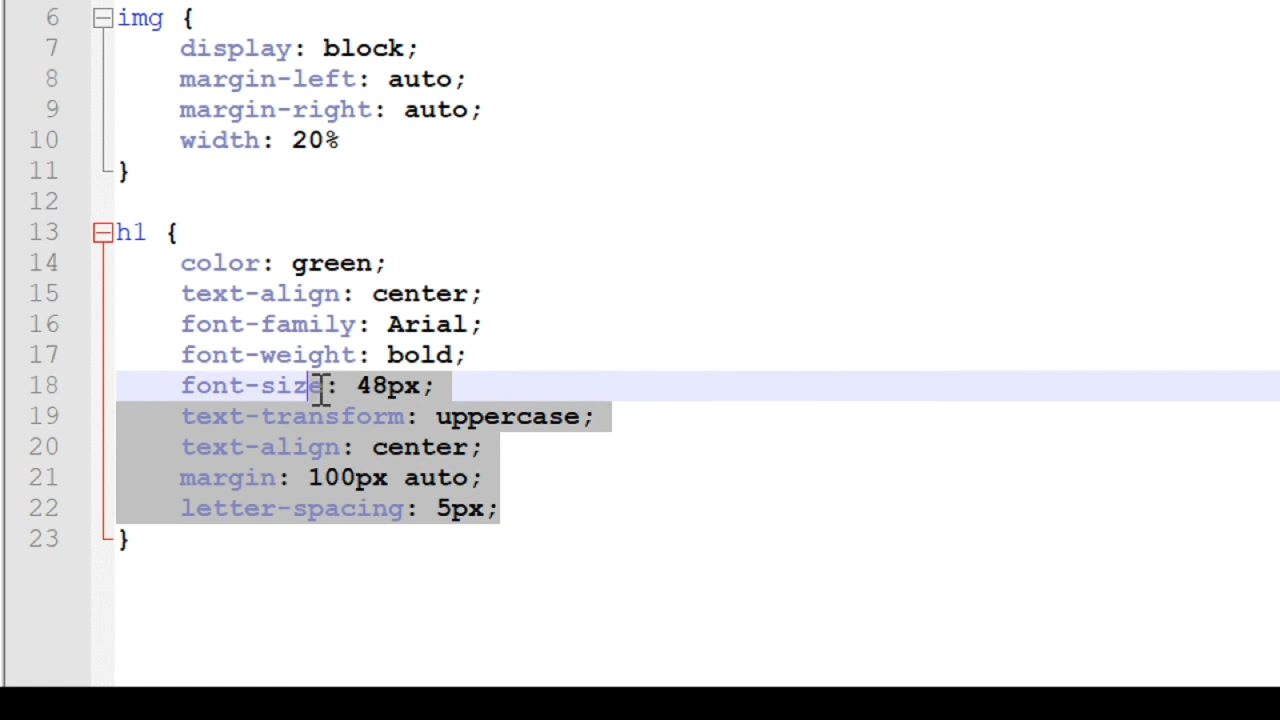 6 img {
7 display: block;
8 margin-left: auto;
9 margin-right: auto;
10 width: 20%
11 }
12
13 h1 {
14 color: green;
15 text-align: center;
16 font-family: Arial;
17 font-weight: bold;
18 font-size: 48px;
19 text-transform: uppercase;
20 text-align: center;
21 margin: 100px auto;
22 letter-spacing: 5px;
23 }